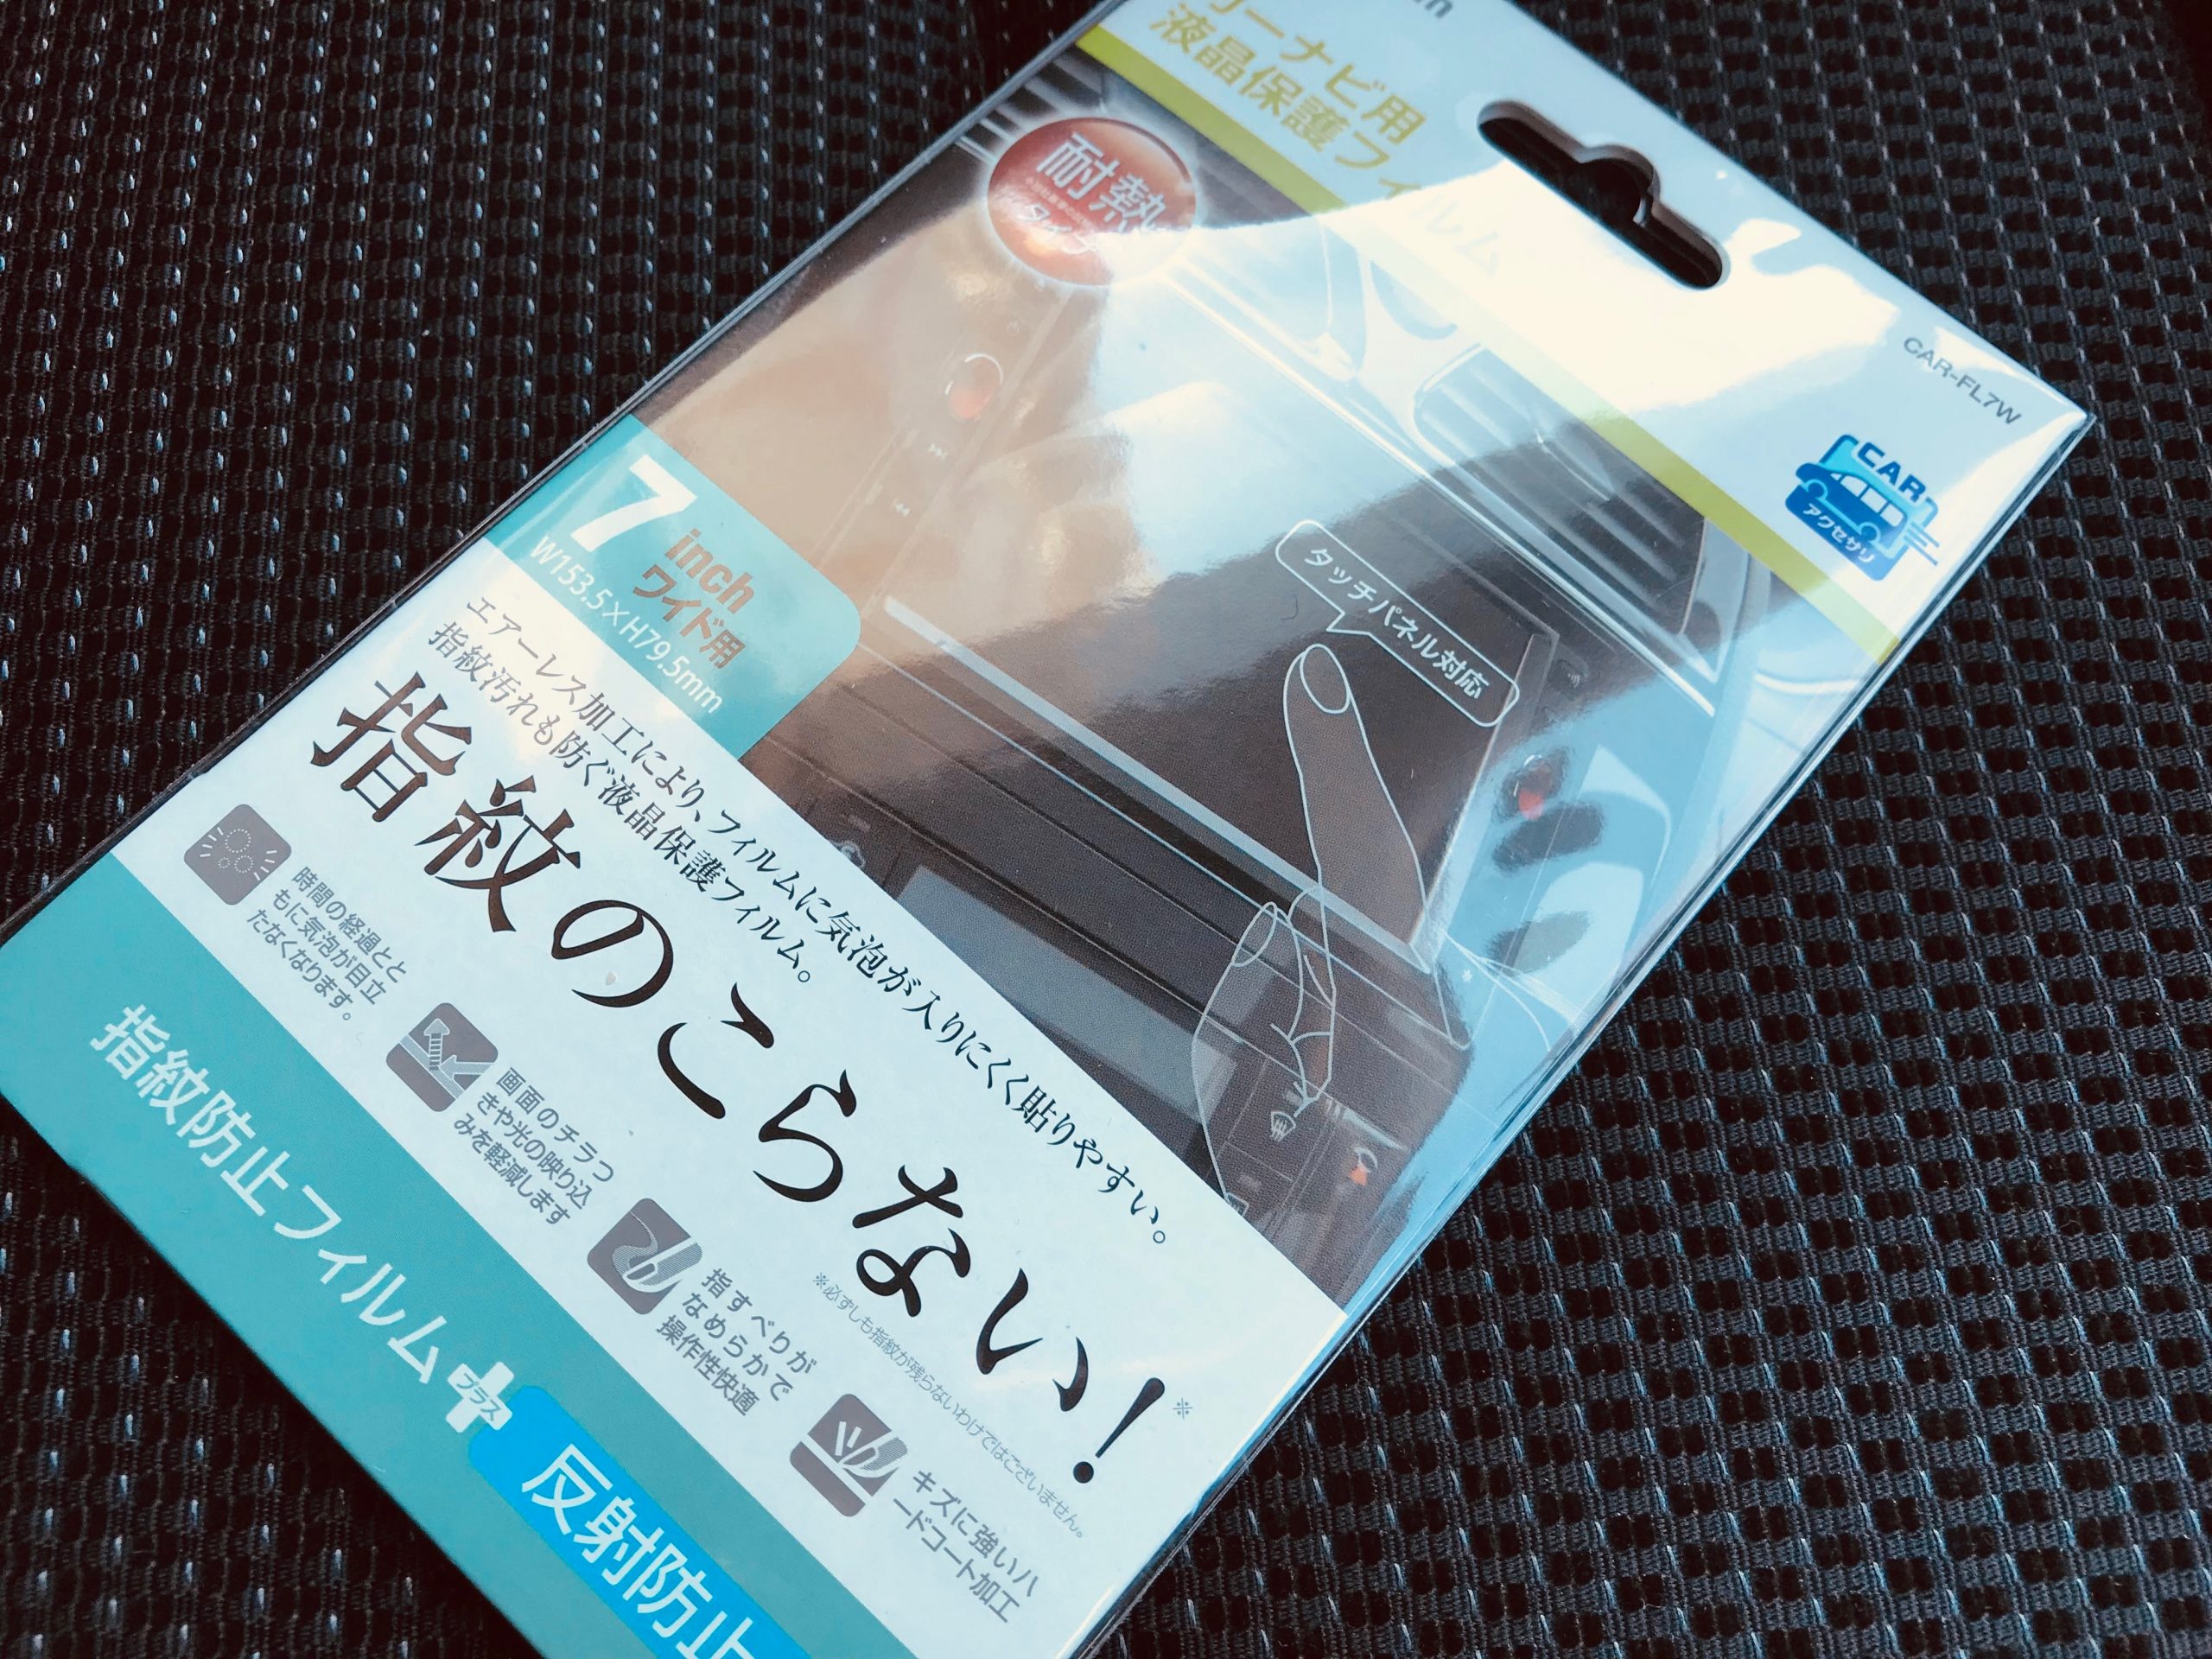 カーナビ用
液晶保護フィルム
CAR-FL7W
CAR
アクセサリ
耐熱
タイプ
タッチパネル対応
7inch
ワイド用
W153.5×H79.5mm
エアーレス加工により、フィルムに気泡が入りにくく貼りやすい。
指紋汚れも防ぐ液晶保護フィルム。
指紋のこらない!※
※必ずしも指紋が残らないわけではございません。
時間の経過とと
もに気泡が目立
たなくなります。
画面のチラつ
きや光の映り込
みを軽減します
指すべりが
なめらかで
操作性快適
キズに強いハ
ードコート加工
指紋防止フィルム
プラス
反射防止